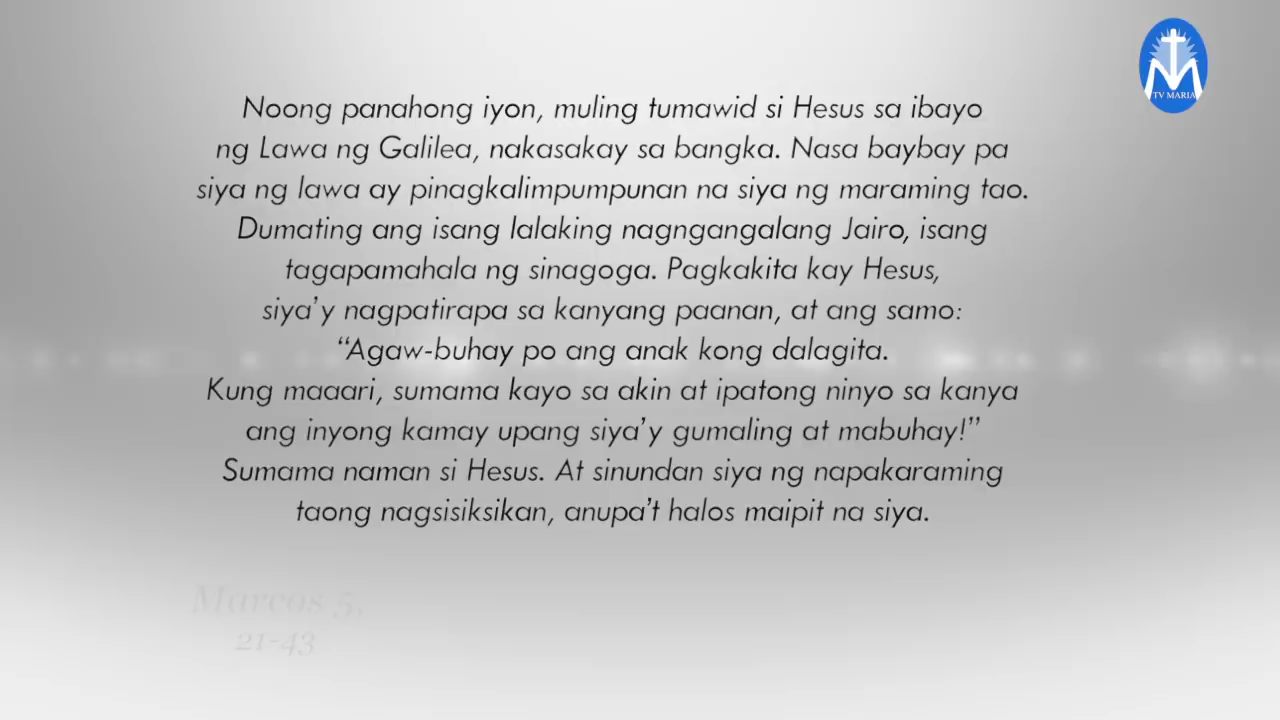 TV MARIA
Noong panahong iyon, muling tumawid si Hesus sa ibayo
ng Lawa ng Galilea, nakasakay sa bangka. Nasa baybay pa
siya ng lawa ay pinagkalimpumpunan na siya ng maraming tao.
Dumating ang isang lalaking nagngangalang Jairo, isang
tagapamahala ng sinagoga. Pagkakita kay Hesus,
siya’y nagpatirapa sa kanyang paanan, at ang samo:
“Agaw-buhay po ang anak kong dalagita.
Kung maaari, sumama kayo sa akin at ipatong ninyo sa kanya
ang inyong kamay upang siya’y gumaling at mabuhay!”
Sumama naman si Hesus. At sinundan siya ng napakaraming
taong nagsisiksikan, anupa’t halos maipit na siya.
Marcos 5,
21-43